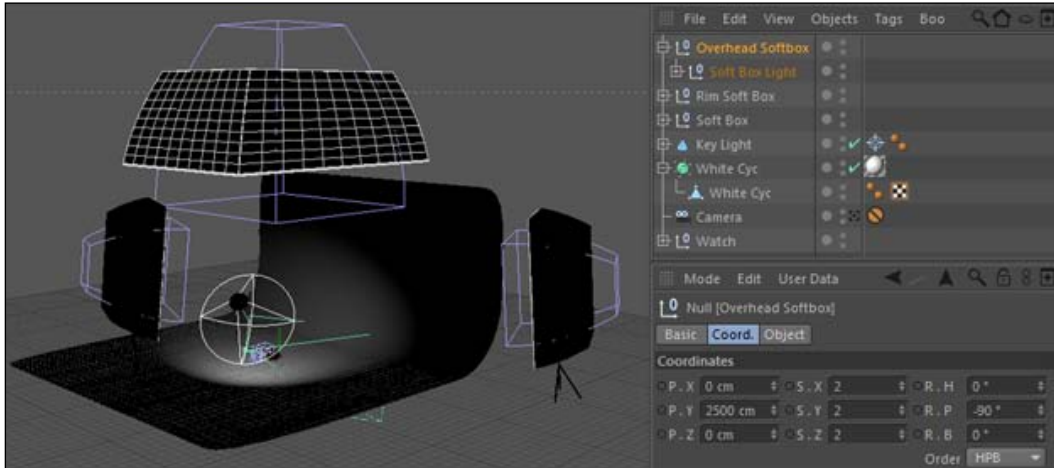 File Edit View Objects Tags Boo
Overhead Softbox
Soft Box Light
Rim Soft Box
Soft Box
Key Light
White Cyc
White Cyc
Camera
Watch
Mode Edit User Data
Null [Overhead Softbox]
Basic Coord. Object
Coordinates
P . X 0 cm S . X 2 R . H 0 °
P . Y 2500 cm S . Y 2 R . P -90 °
P . Z 0 cm S . Z 2 R . B 0 °
Order HPB